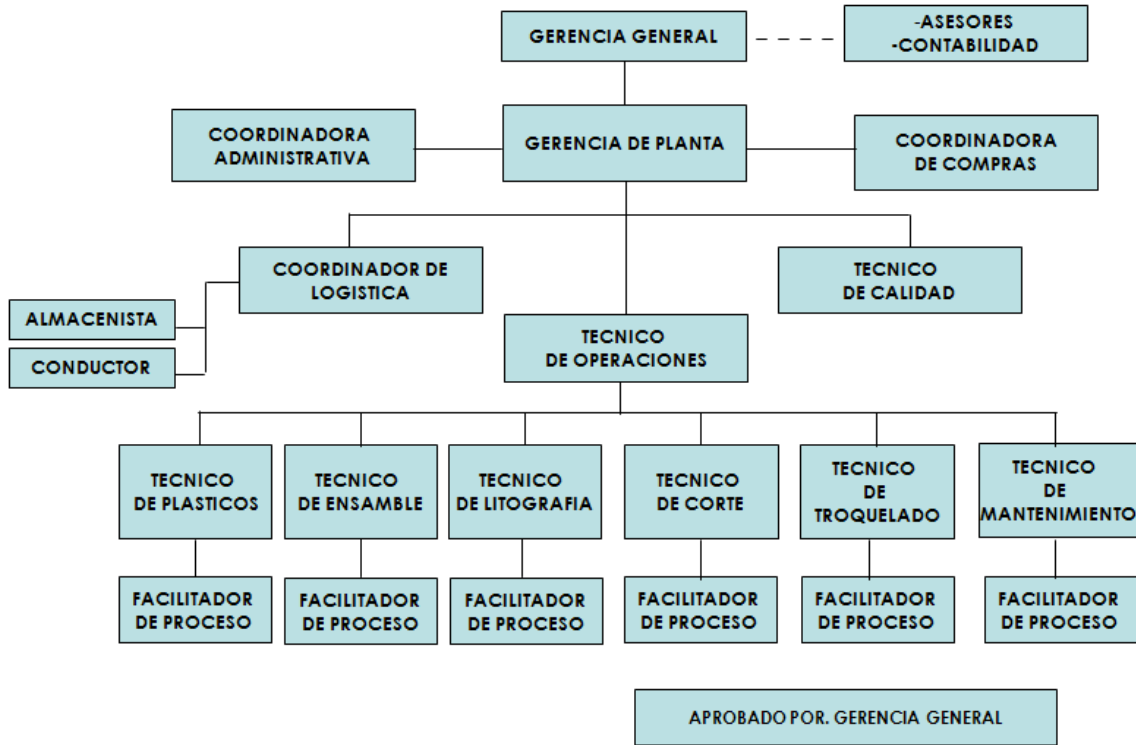 GERENCIA GENERAL
-ASESORES
-CONTABILIDAD
COORDINADORA
ADMINISTRATIVA
GERENCIA DE PLANTA
COORDINADORA
DE COMPRAS
COORDINADOR DE
LOGISTICA
TECNICO
DE CALIDAD
ALMACENISTA
CONDUCTOR
TECNICO
DE OPERACIONES
TECNICO
DE PLASTICOS
TECNICO
DE ENSAMBLE
TECNICO
DE LITOGRAFIA
TECNICO
DE CORTE
TECNICO
DE
TROQUELADO
TECNICO
DE
MANTENIMIENTO
FACILITADOR
DE PROCESO
FACILITADOR
DE PROCESO
FACILITADOR
DE PROCESO
FACILITADOR
DE PROCESO
FACILITADOR
DE PROCESO
FACILITADOR
DE PROCESO
APROBADO POR. GERENCIA GENERAL